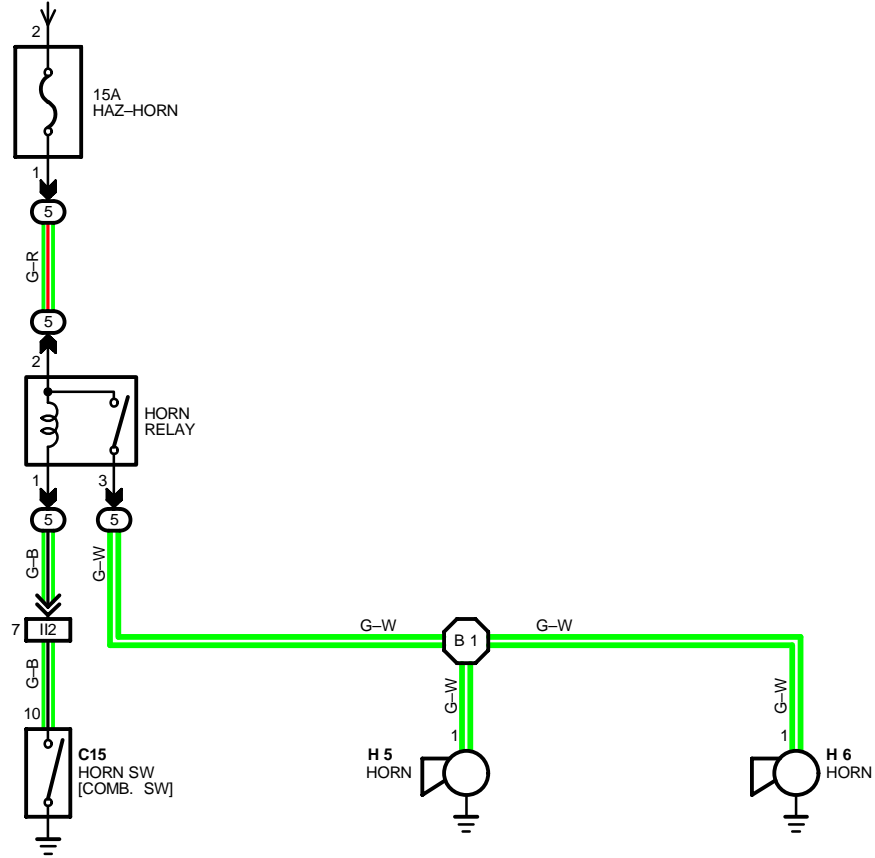 2
15A
HAZ–HORN
1
5
G–R
5
2
HORN
RELAY
1
3
5
5
G–B
G–W
7
II2
G–W
B 1
G–W
G–B
G–W
G–W
10
1
1
C15
HORN SW
[COMB. SW]
H 5
HORN
H 6
HORN